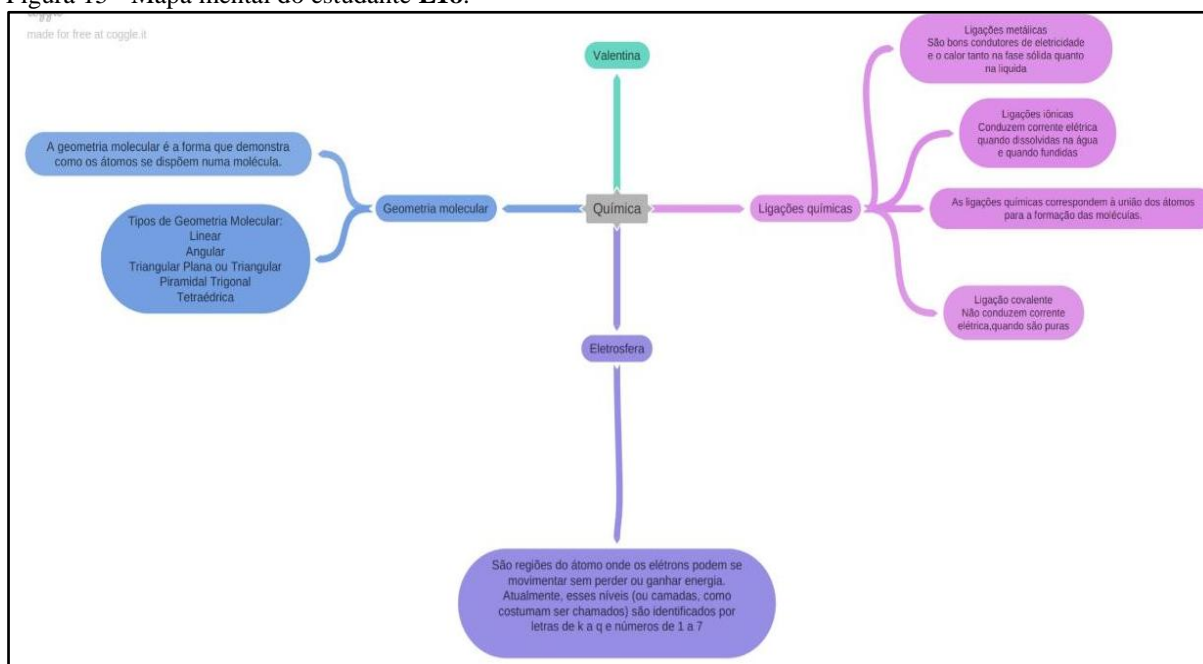 Figura 15 - Mapa mental do estudante E18.
coggle
made for free at coggle.it
Valentina
Química
Geometria molecular
A geometria molecular é a forma que demonstra
como os átomos se dispõem numa molécula.
Tipos de Geometria Molecular:
Linear
Angular
Triangular Plana ou Triangular
Piramidal Trigonal
Tetraédrica
Ligações químicas
Ligações metálicas
São bons condutores de eletricidade
e o calor tanto na fase sólida quanto
na liquida
Ligações iônicas
Conduzem corrente elétrica
quando dissolvidas na água
e quando fundidas
As ligações químicas correspondem à união dos átomos
para a formação das moléculas.
Ligação covalente
Não conduzem corrente
elétrica,quando são puras
Eletrosfera
São regiões do átomo onde os elétrons podem se
movimentar sem perder ou ganhar energia.
Atualmente, esses níveis (ou camadas, como
costumam ser chamados) são identificados por
letras de k a q e números de 1 a 7